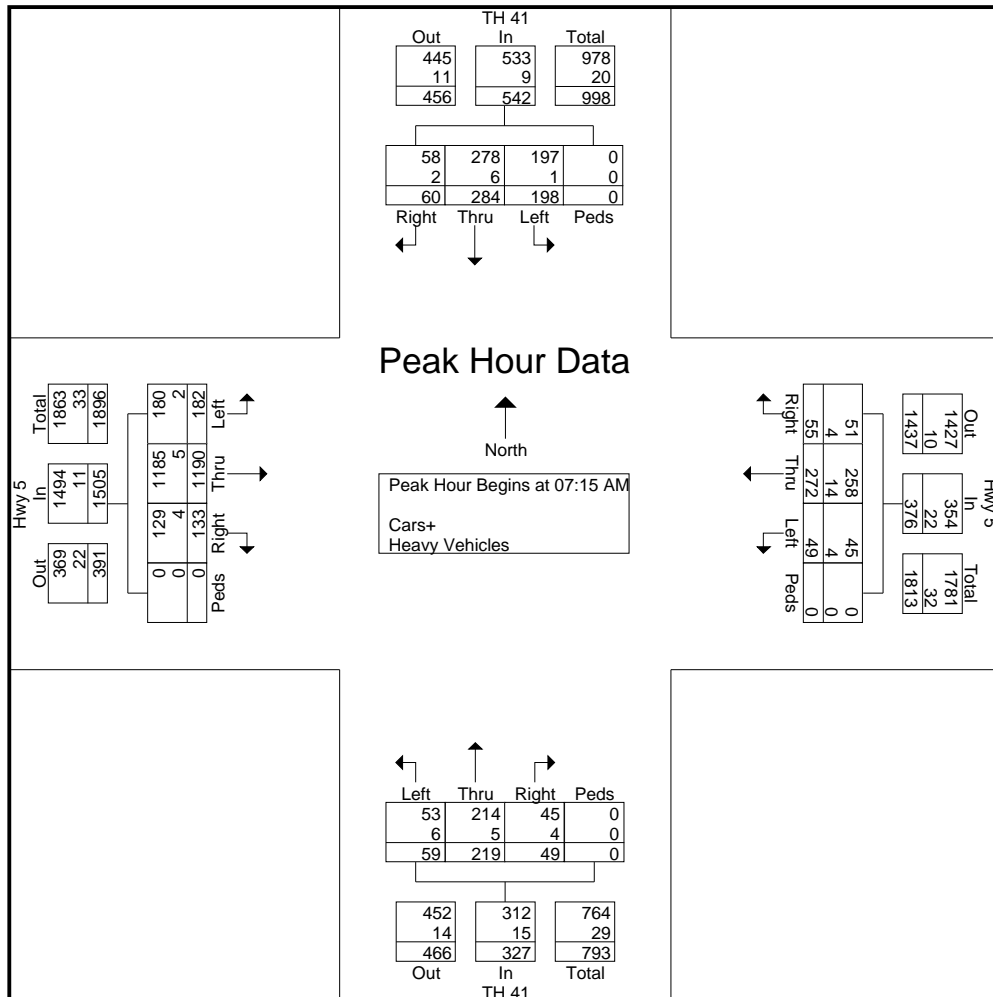 TH 41
Out In Total
445 533 978
11 9 20
456 542 998
58 278 197 0
2 6 1 0
60 284 198 0
Right Thru Left Peds
Peak Hour Data
North
Peak Hour Begins at 07:15 AM
Cars+
Heavy Vehicles
Hwy 5
Total In Out
1863 1494 369
33 11 22
1896 1505 391
180 1185 129 0
2 5 4 0
182 1190 133 0
Left Thru Right Peds
Hwy 5
Out In Total
1427 354 1781
10 22 32
1437 376 1813
51 258 45 0
4 14 4 0
55 272 49 0
Right Thru Left Peds
Left Thru Right Peds
53 214 45 0
6 5 4 0
59 219 49 0
452 312 764
14 15 29
466 327 793
Out In Total
TH 41